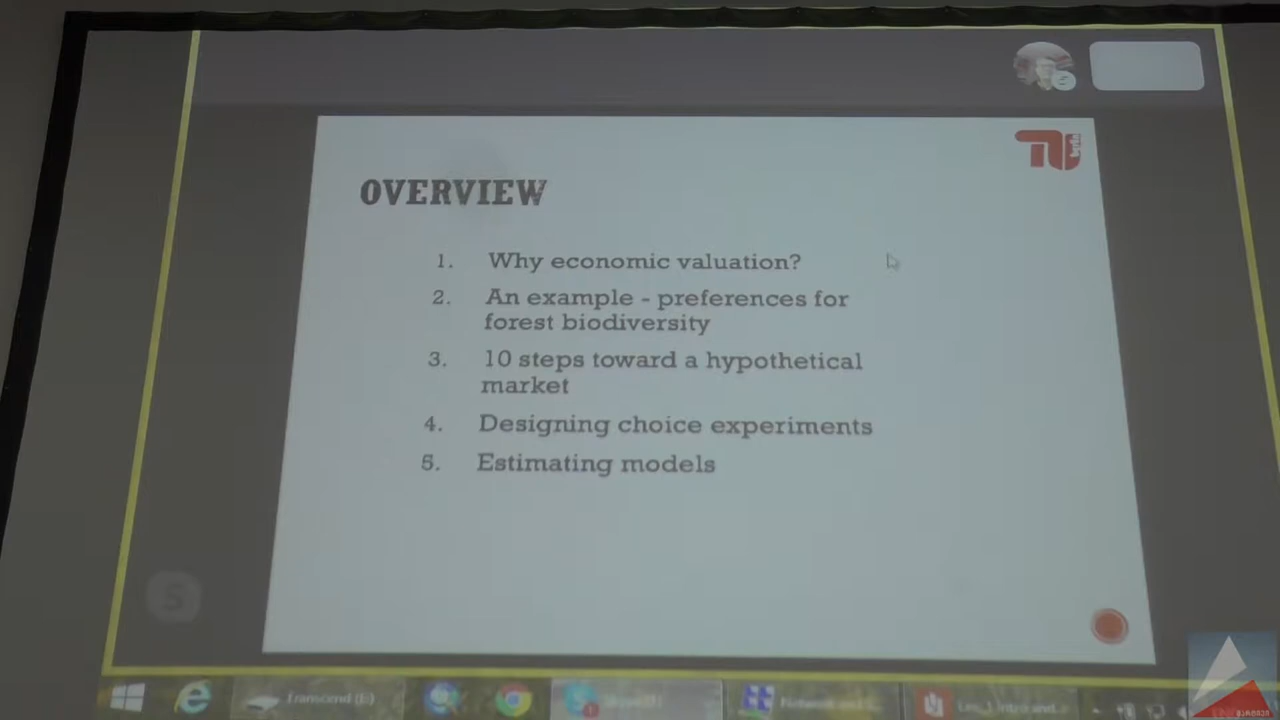 OVERVIEW
1. Why economic valuation?
2. An example - preferences for
forest biodiversity
3. 10 steps toward a hypothetical
market
4. Designing choice experiments
5. Estimating models
S